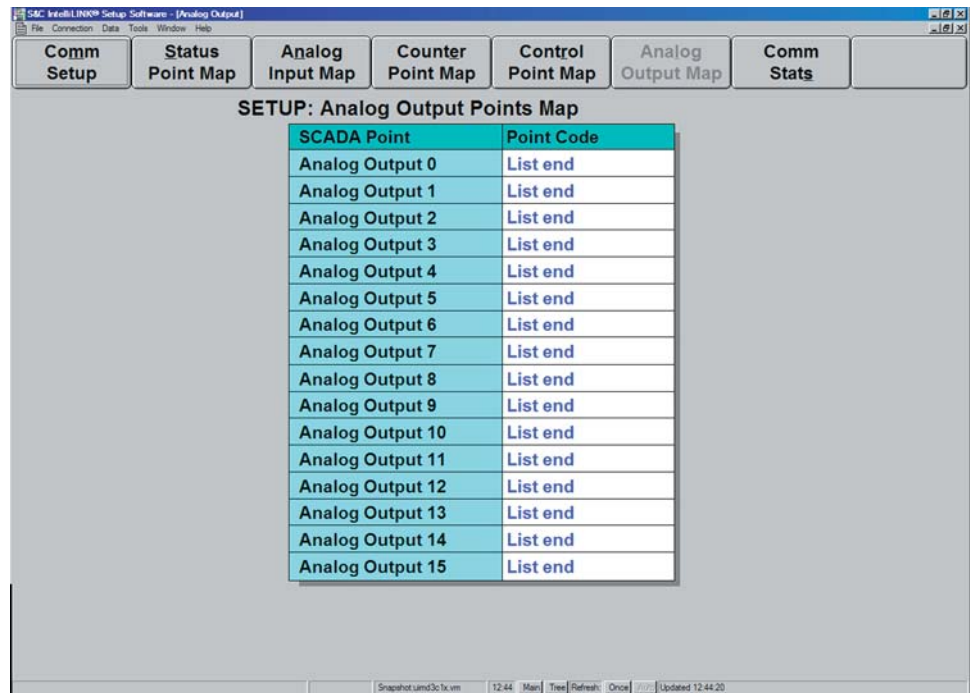 S&C IntelliLINK® Setup Software - [Analog Output]
File Connection Data Tools Window Help
Comm Setup
Status Point Map
Analog Input Map
Counter Point Map
Control Point Map
Analog Output Map
Comm Stats
SETUP: Analog Output Points Map
SCADA Point Point Code
Analog Output 0 List end
Analog Output 1 List end
Analog Output 2 List end
Analog Output 3 List end
Analog Output 4 List end
Analog Output 5 List end
Analog Output 6 List end
Analog Output 7 List end
Analog Output 8 List end
Analog Output 9 List end
Analog Output 10 List end
Analog Output 11 List end
Analog Output 12 List end
Analog Output 13 List end
Analog Output 14 List end
Analog Output 15 List end
12:44 Main Tree Refresh: Once Updated 12:44:20